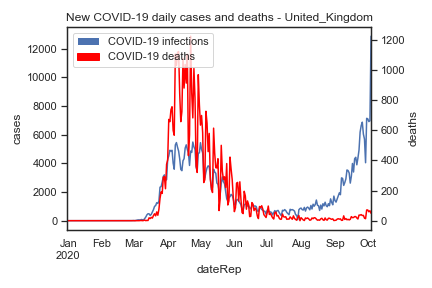 New COVID-19 daily cases and deaths - United_Kingdom
COVID-19 infections
COVID-19 deaths
12000
10000
8000
6000
4000
2000
0
cases
1200
1000
800
600
400
200
0
deaths
Jan Feb Mar Apr May Jun Jul Aug Sep Oct
2020
dateRep